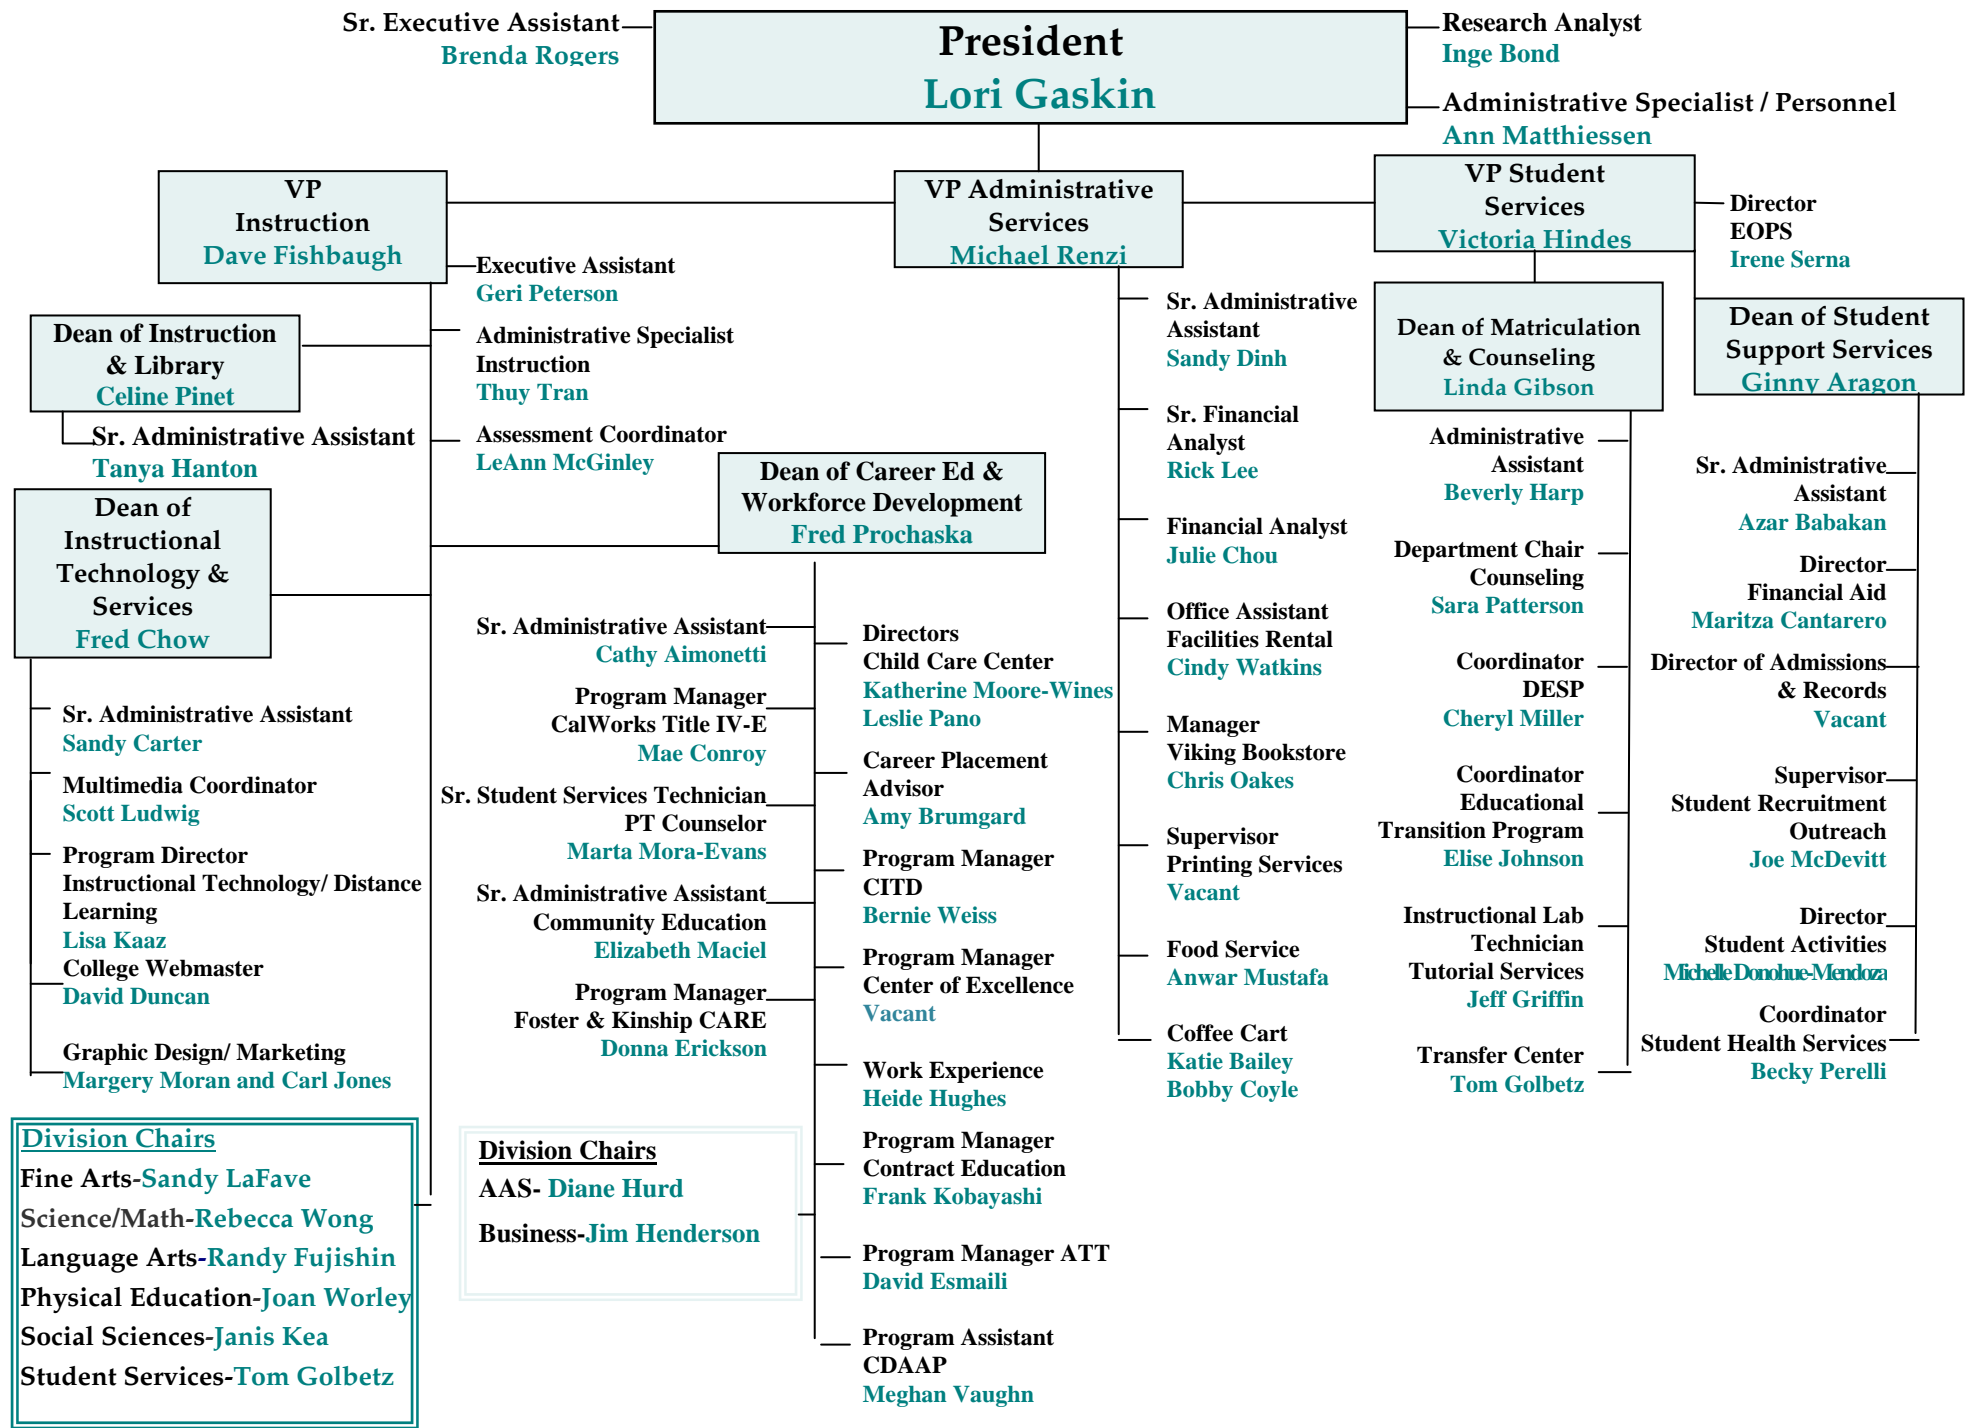 Sr. Executive Assistant
Brenda Rogers
President
Lori Gaskin
Research Analyst
Inge Bond
Administrative Specialist / Personnel
Ann Matthiessen
VP
Instruction
Dave Fishbaugh
VP Administrative
Services
Michael Renzi
VP Student
Services
Victoria Hindes
Director
EOPS
Irene Serna
Executive Assistant
Geri Peterson
Administrative Specialist
Instruction
Thuy Tran
Assessment Coordinator
LeAnn McGinley
Dean of Instruction
& Library
Celine Pinet
Sr. Administrative Assistant
Tanya Hanton
Dean of
Instructional
Technology &
Services
Fred Chow
Sr. Administrative Assistant
Sandy Carter
Multimedia Coordinator
Scott Ludwig
Program Director
Instructional Technology/ Distance
Learning
Lisa Kaaz
College Webmaster
David Duncan
Graphic Design/ Marketing
Margery Moran and Carl Jones
Division Chairs
Fine Arts-Sandy LaFave
Science/Math-Rebecca Wong
Language Arts-Randy Fujishin
Physical Education-Joan Worley
Social Sciences-Janis Kea
Student Services-Tom Golbetz
Dean of Career Ed &
Workforce Development
Fred Prochaska
Sr. Administrative Assistant
Cathy Aimonetti
Program Manager
CalWorks Title IV-E
Mae Conroy
Sr. Student Services Technician
PT Counselor
Marta Mora-Evans
Sr. Administrative Assistant
Community Education
Elizabeth Maciel
Program Manager
Foster & Kinship CARE
Donna Erickson
Division Chairs
AAS- Diane Hurd
Business-Jim Henderson
Directors
Child Care Center
Katherine Moore-Wines
Leslie Pano
Career Placement
Advisor
Amy Brumgard
Program Manager
CITD
Bernie Weiss
Program Manager
Center of Excellence
Vacant
Work Experience
Heide Hughes
Program Manager
Contract Education
Frank Kobayashi
Program Manager ATT
David Esmaili
Program Assistant
CDAAP
Meghan Vaughn
Sr. Administrative
Assistant
Sandy Dinh
Sr. Financial
Analyst
Rick Lee
Financial Analyst
Julie Chou
Office Assistant
Facilities Rental
Cindy Watkins
Manager
Viking Bookstore
Chris Oakes
Supervisor
Printing Services
Vacant
Food Service
Anwar Mustafa
Coffee Cart
Katie Bailey
Bobby Coyle
Dean of Matriculation
& Counseling
Linda Gibson
Administrative
Assistant
Beverly Harp
Department Chair
Counseling
Sara Patterson
Coordinator
DESP
Cheryl Miller
Coordinator
Educational
Transition Program
Elise Johnson
Instructional Lab
Technician
Tutorial Services
Jeff Griffin
Transfer Center
Tom Golbetz
Dean of Student
Support Services
Ginny Aragon
Sr. Administrative
Assistant
Azar Babakan
Director
Financial Aid
Maritza Cantarero
Director of Admissions
& Records
Vacant
Supervisor
Student Recruitment
Outreach
Joe McDevitt
Director
Student Activities
Michelle Donohue-Mendoza
Coordinator
Student Health Services
Becky Perelli